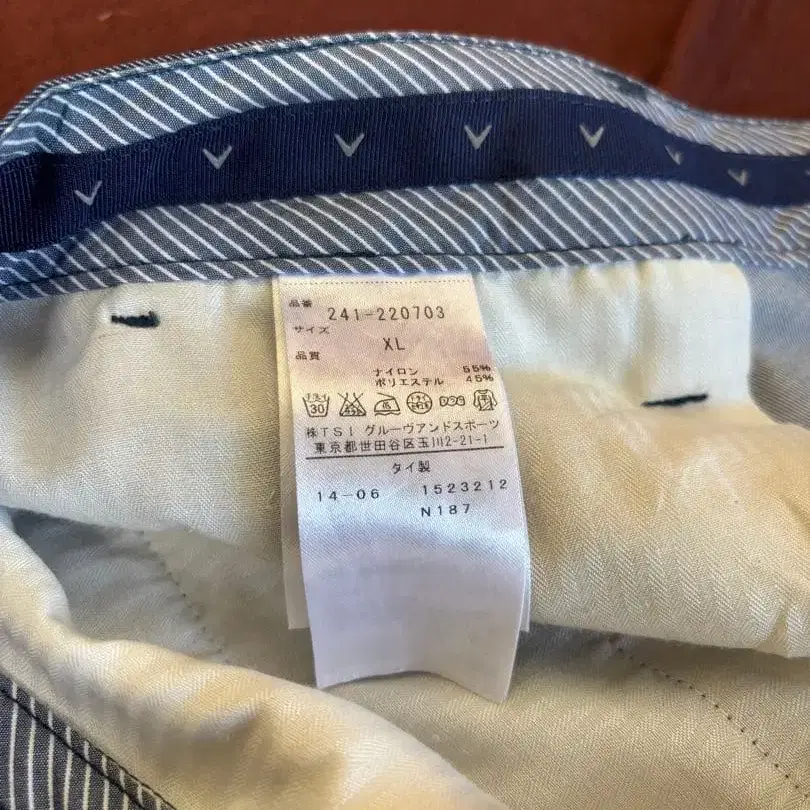 品番
241-220703
サイズ
XL
品質
ナイロン 55%
ポリエステル 45%
30
株TSI グルーヴアンドスポーツ
東京都世田谷区玉川2-21-1
タイ製
14-06 1523212
N187